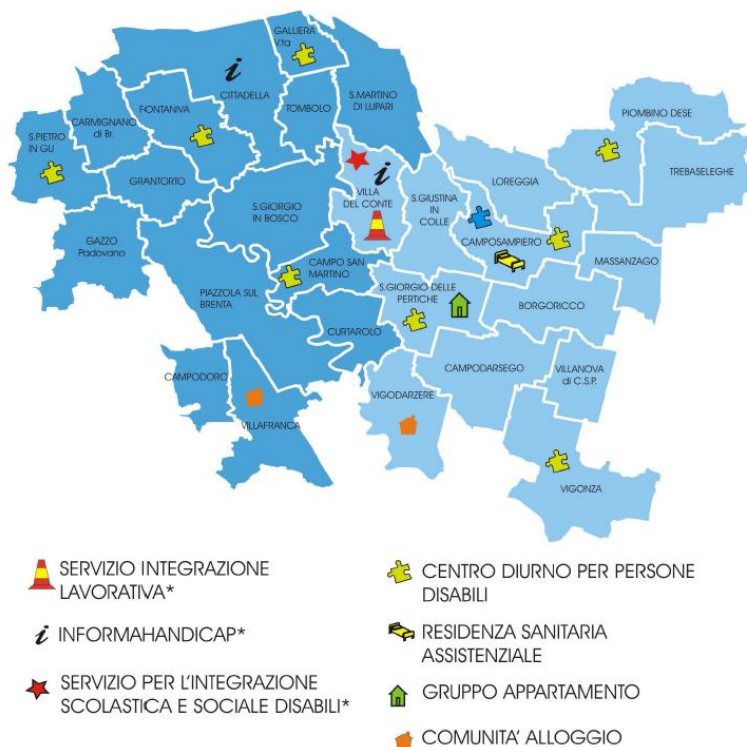 GALLIERA
V.ta
i
CITTADELLA
S.MARTINO
DI LUPARI
TOMBOLO
FONTANIVA
CARMIGNANO
di Br.
S.PIETRO
IN GU
GRANTORTO
PIOMBINO DESE
TREBASELEGHE
LOREGGIA
i
VILLA
DEL CONTE
S.GIUSTINA
IN
COLLE
S.GIORGIO
IN BOSCO
CAMPOSAMPIERO
GAZZO
Padovano
CAMPO SAN
MARTINO
MASSANZAGO
PIAZZOLA SUL
BRENTA
S.GIORGIO DELLE
PERTICHE
BORGORICCO
CURTAROLO
CAMPODORO
VILLAFRANCA
VIGODARZERE
CAMPODARSEGO
VILLANOVA
di C.S.P.
VIGONZA
SERVIZIO INTEGRAZIONE
LAVORATIVA*
i INFORMAHANDICAP*
SERVIZIO PER L'INTEGRAZIONE
SCOLASTICA E SOCIALE DISABILI*
CENTRO DIURNO PER PERSONE
DISABILI
RESIDENZA SANITARIA
ASSISTENZIALE
GRUPPO APPARTAMENTO
COMUNITA' ALLOGGIO